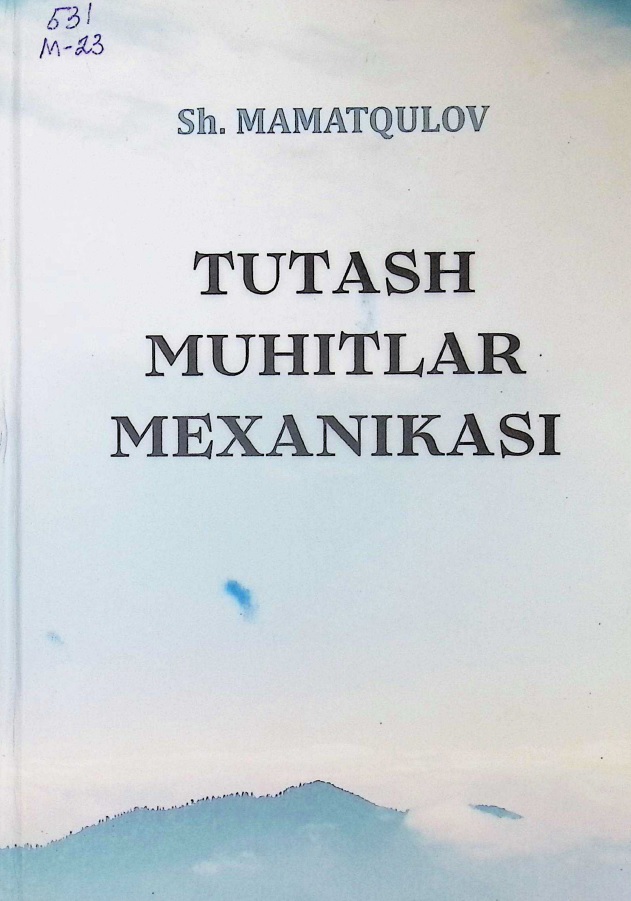 531
M-23
Sh. MAMATQULOV
TUTASH
MUHITLAR
MEXANIKASI